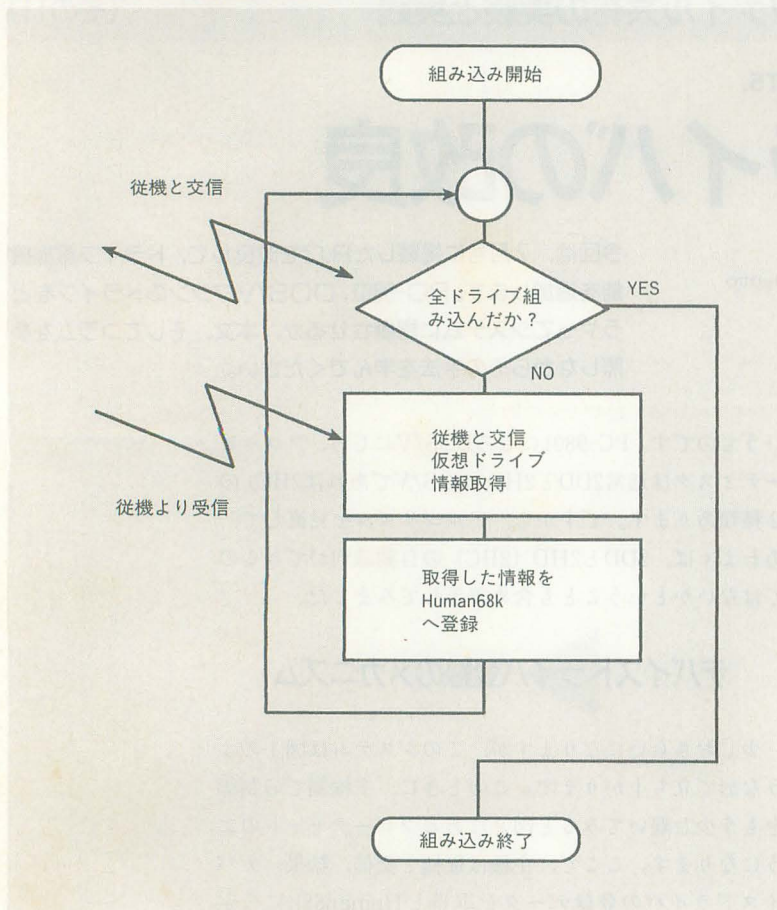 組み込み開始
従機と交信
全ドライブ組
み込んだか？
YES
NO
従機と交信
仮想ドライブ
情報取得
従機より受信
取得した情報を
Human68k
へ登録
組み込み終了